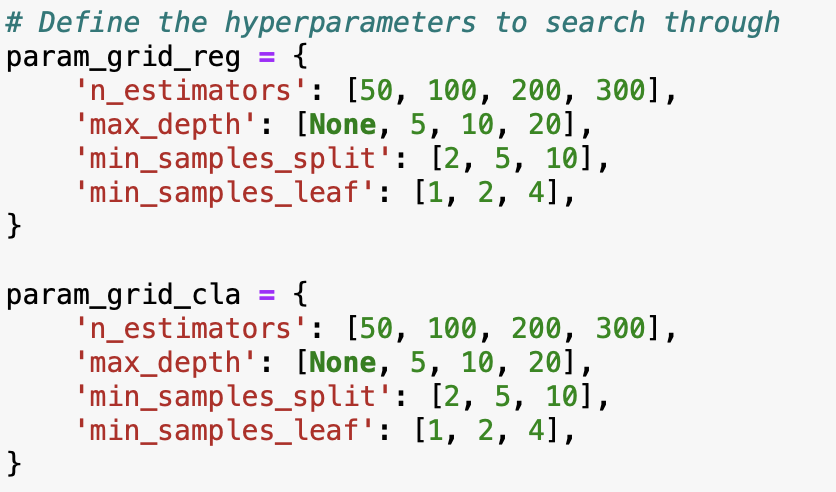 # Define the hyperparameters to search through
param_grid_reg = {
    'n_estimators': [50, 100, 200, 300],
    'max_depth': [None, 5, 10, 20],
    'min_samples_split': [2, 5, 10],
    'min_samples_leaf': [1, 2, 4],
}

param_grid_cla = {
    'n_estimators': [50, 100, 200, 300],
    'max_depth': [None, 5, 10, 20],
    'min_samples_split': [2, 5, 10],
    'min_samples_leaf': [1, 2, 4],
}